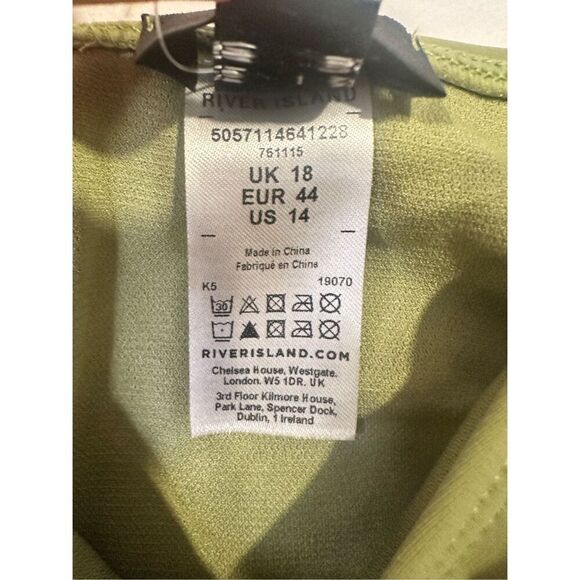 RIVER ISLAND
5057114641228
761115
UK 18
EUR 44
US 14
Made in China
Fabriqué en Chine
K5 19070
30
RIVERISLAND.COM
Chelsea House, Westgate.
London. W5 1DR. UK
3rd Floor Kilmore House,
Park Lane, Spencer Dock,
Dublin, 1 Ireland